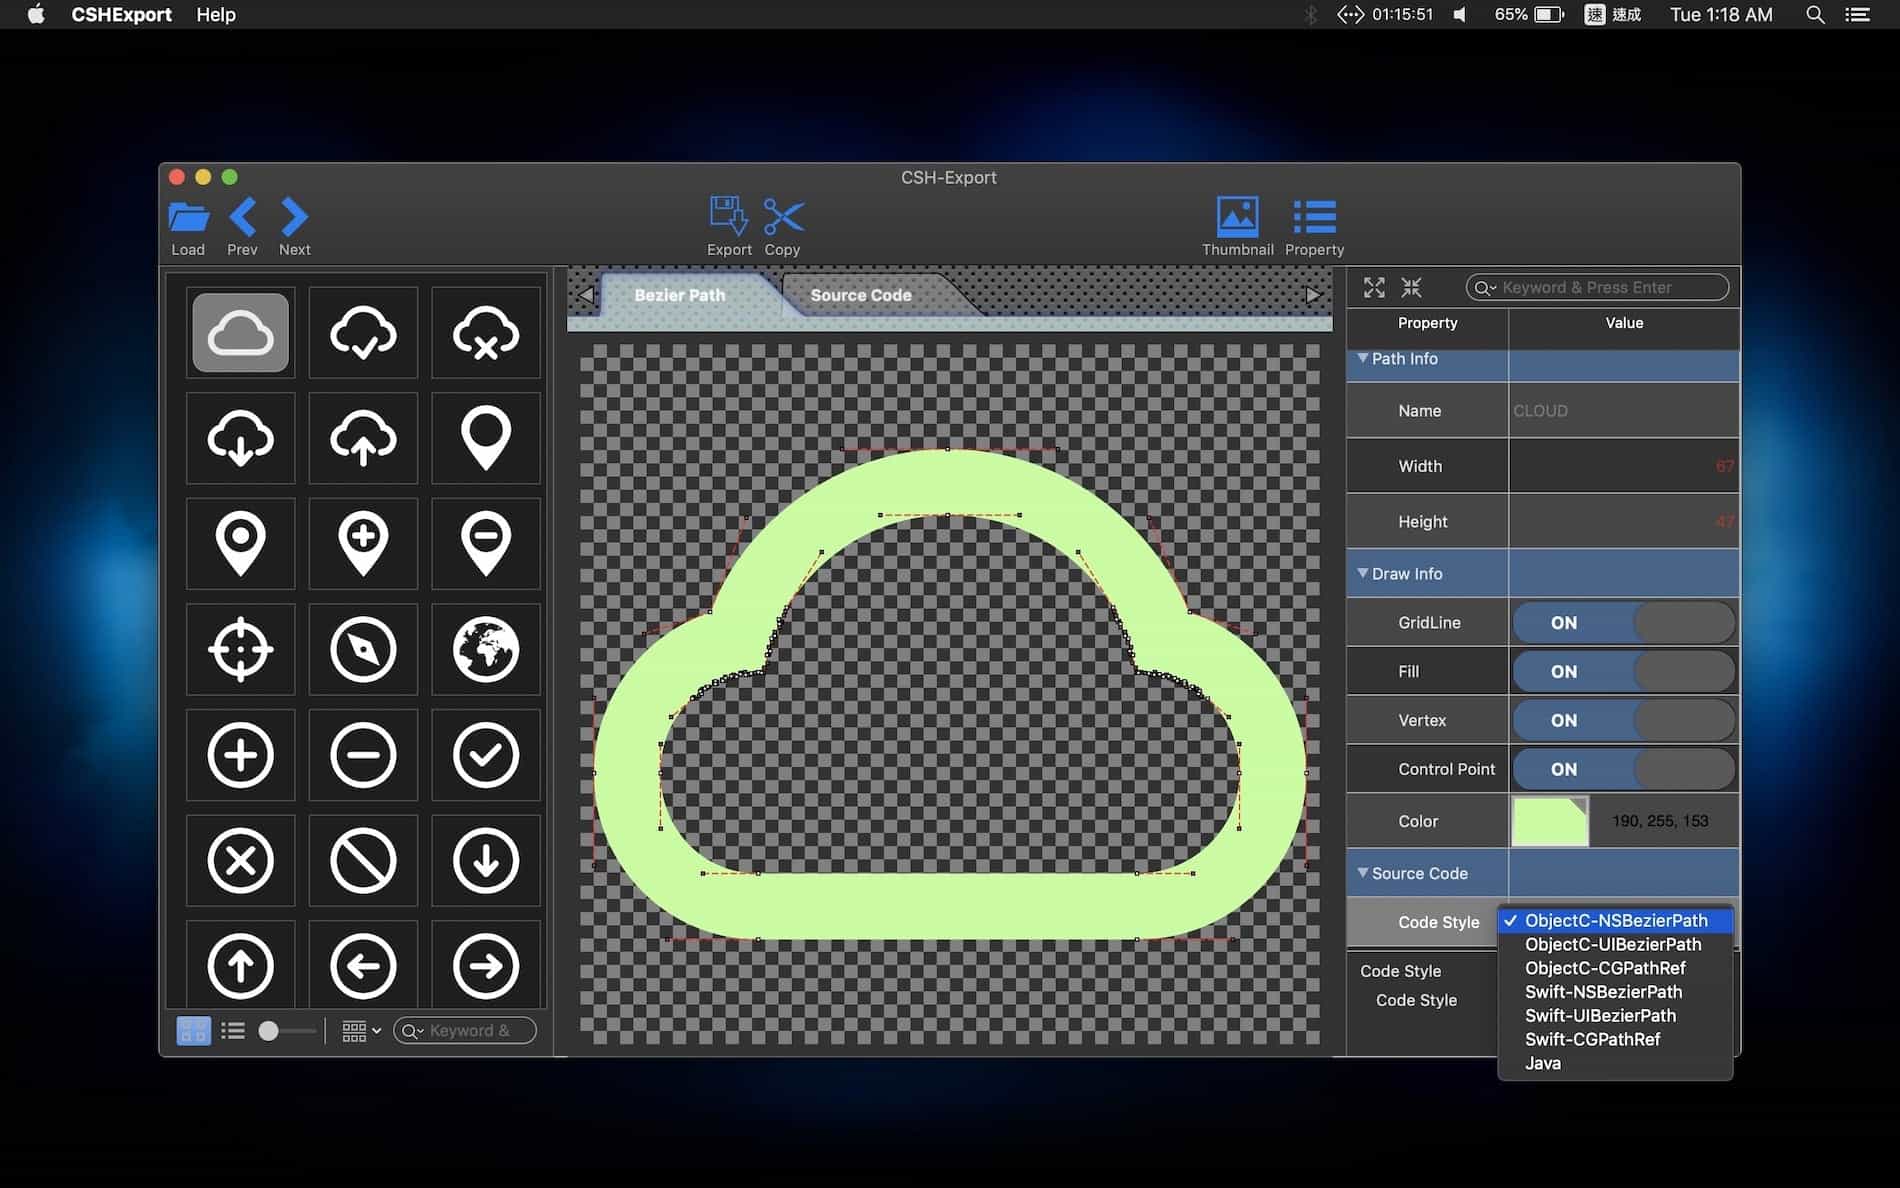 CSHExport Help 01:15:51 65% 速 速成 Tue 1:18 AM
CSH-Export
Load Prev Next Export Copy Thumbnail Property
Bezier Path Source Code
Keyword & Press Enter
Property Value
Path Info
Name CLOUD
Width 67
Height 47
Draw Info
GridLine ON
Fill ON
Vertex ON
Control Point ON
Color 190, 255, 153
Source Code
Code Style ✓ ObjectC-NSBezierPath
ObjectC-UIBezierPath
ObjectC-CGPathRef
Swift-NSBezierPath
Swift-UIBezierPath
Swift-CGPathRef
Java
Code Style
Code Style
Keyword &